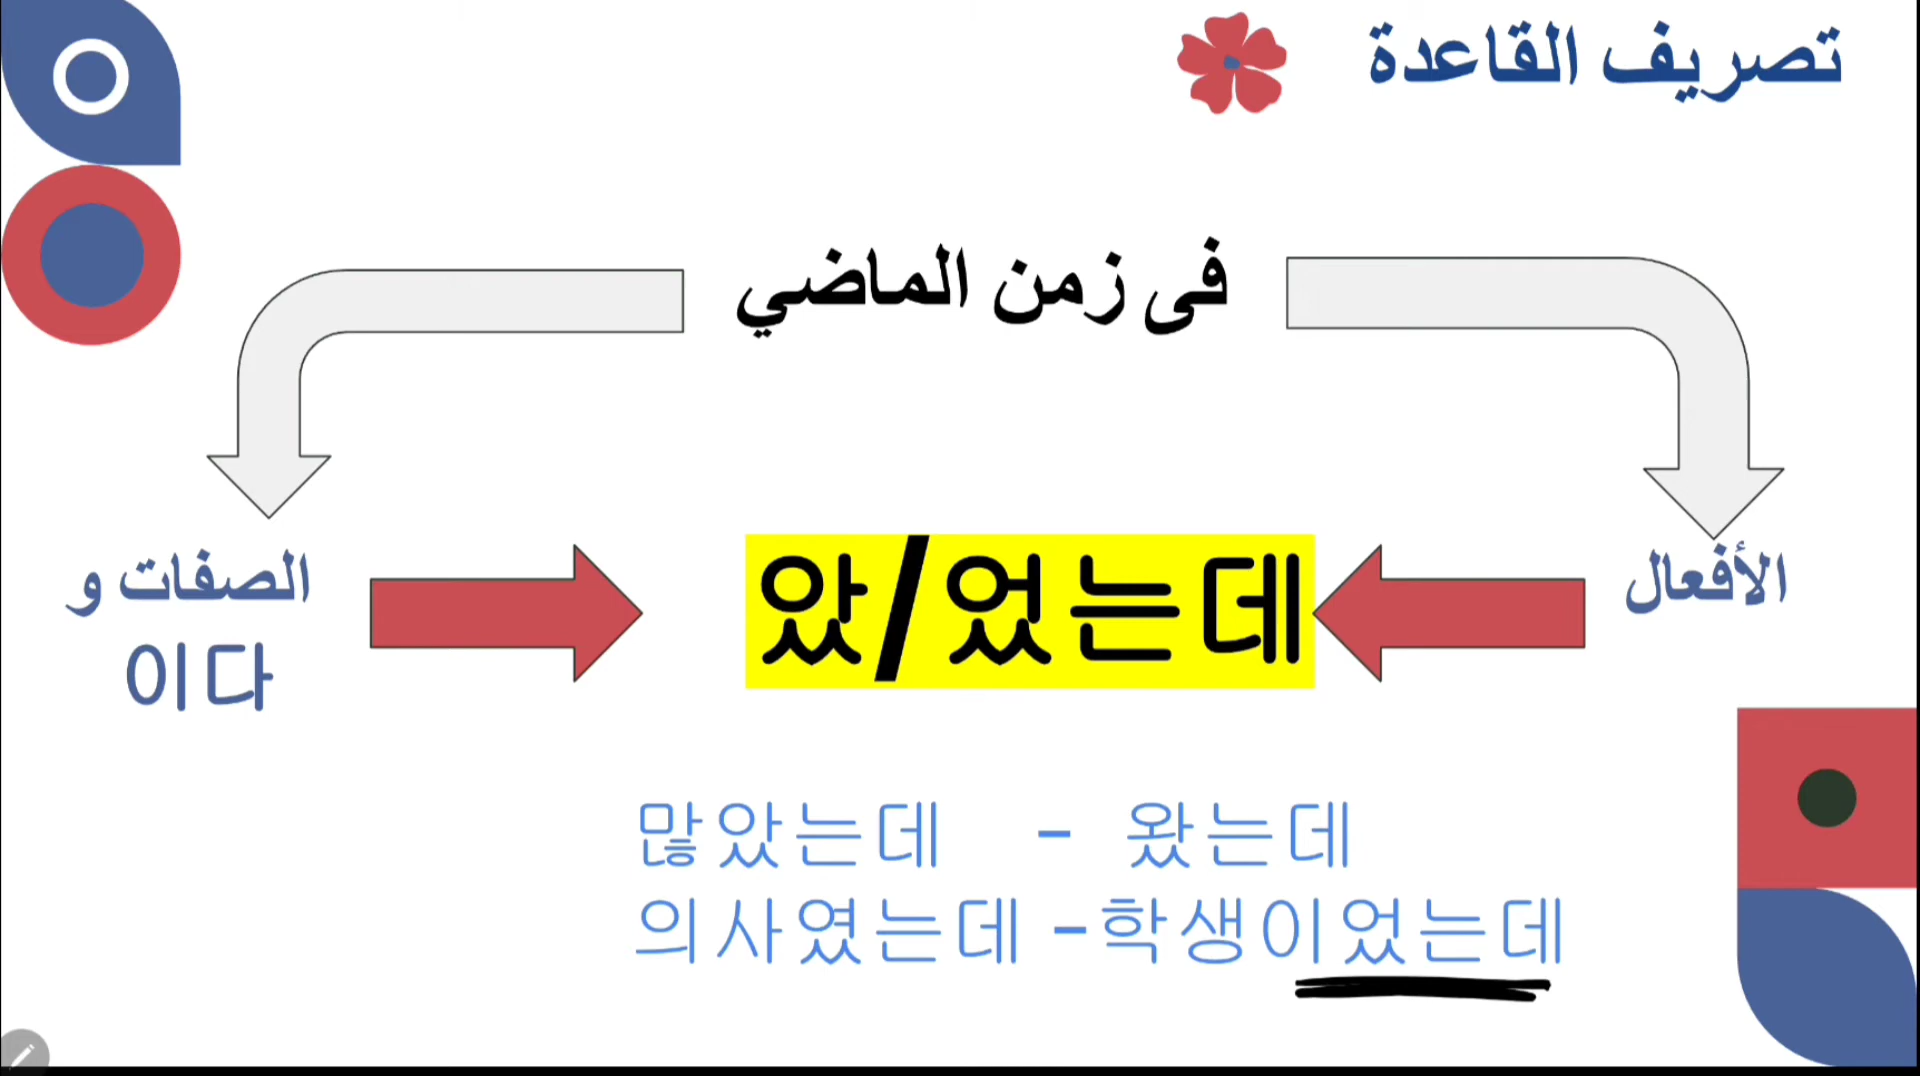 تصريف القاعدة
فى زمن الماضي
الأفعال
았/었는데
الصفات و
이다
많았는데 - 왔는데
의사였는데 -학생이었는데